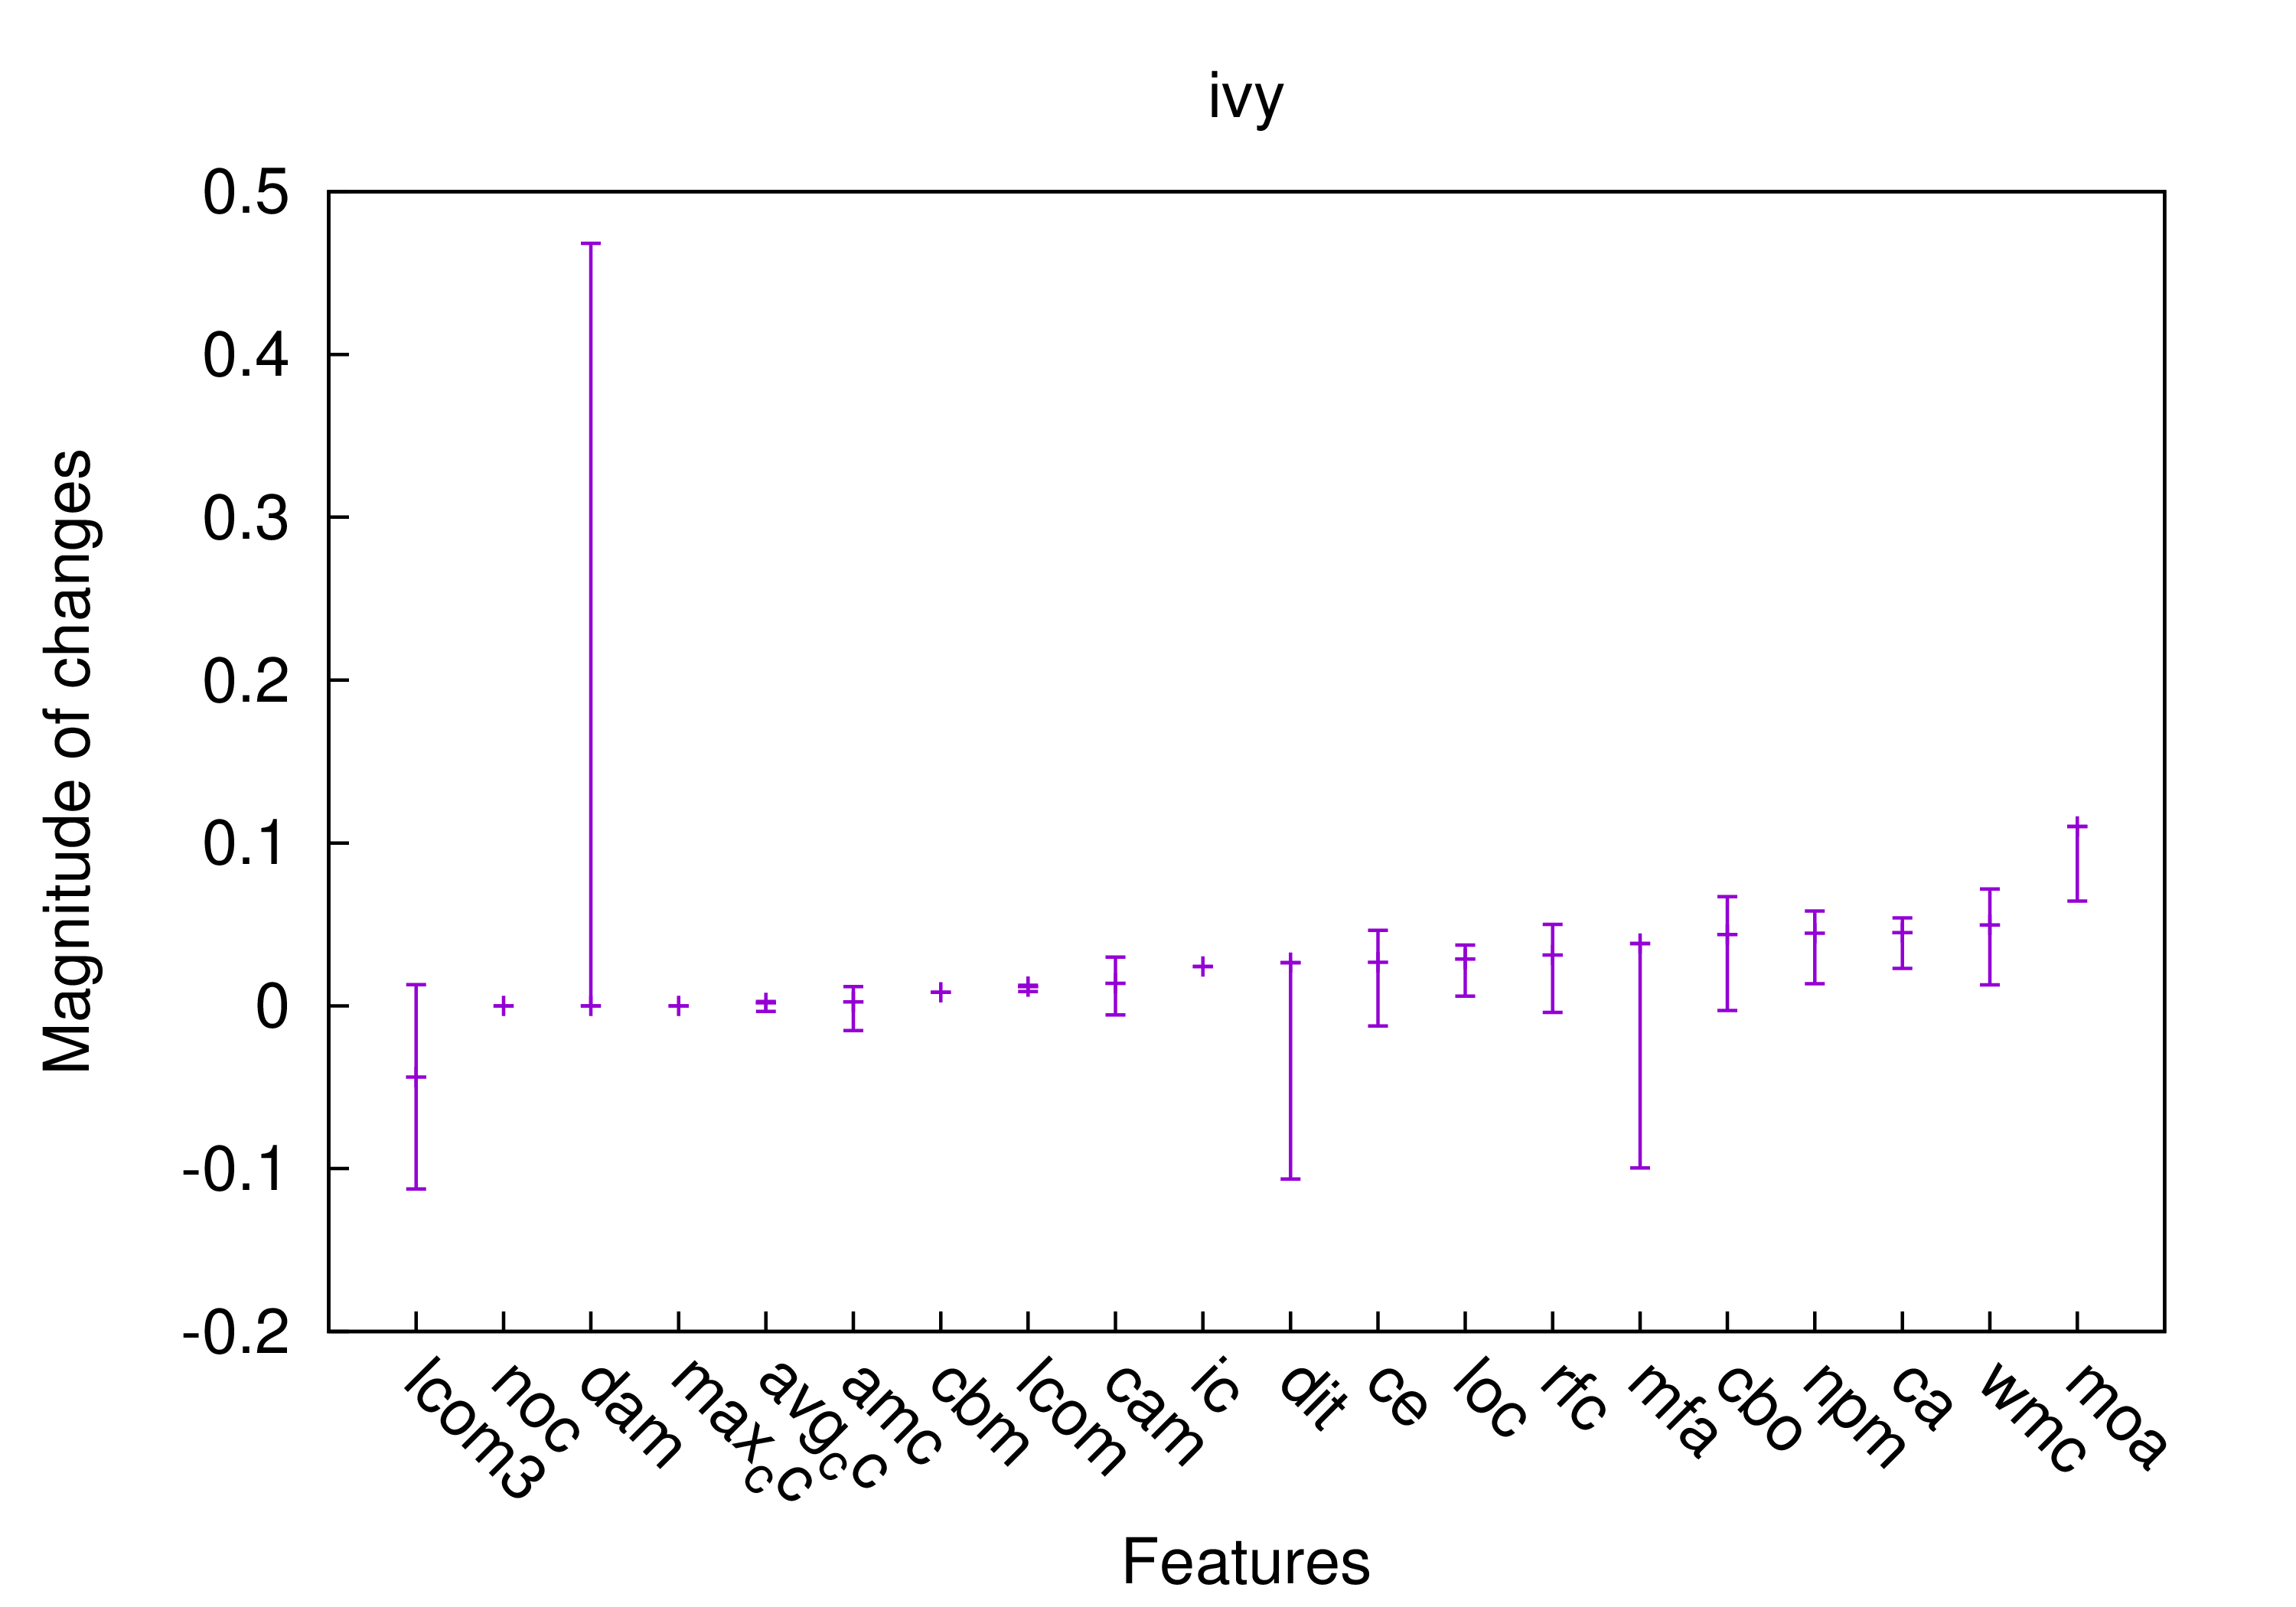 ivy
0.5
0.4
0.3
0.2
0.1
0
-0.1
-0.2
Magnitude of changes
lcom3
noc
dam
max_cc
avg_cc
amc
cbm
lcom
cam
ic
dit
ce
loc
rfc
mfa
cbo
npm
ca
wmc
moa
Features